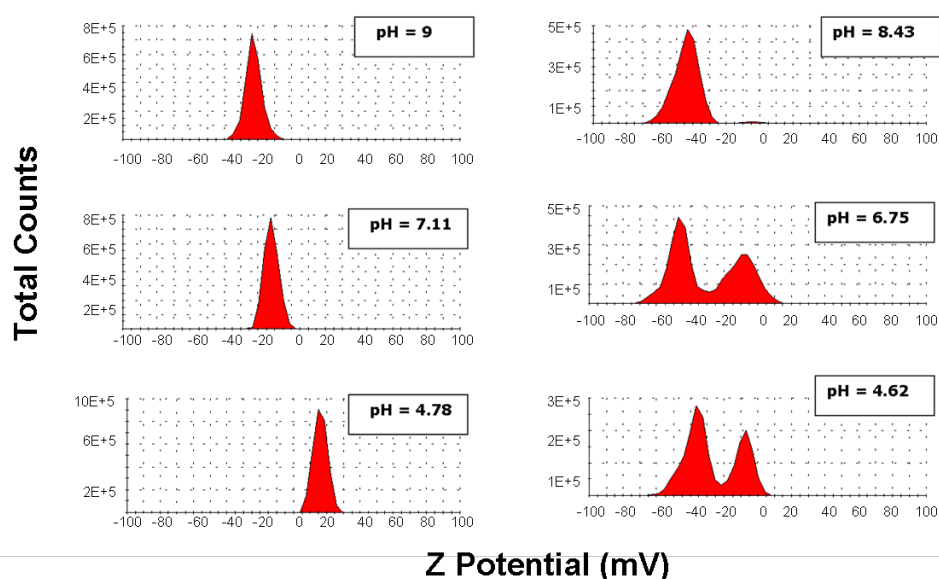 Total Counts
pH = 9
8E+5
6E+5
4E+5
2E+5
-100 -80 -60 -40 -20 0 20 40 60 80 100
pH = 8.43
5E+5
3E+5
1E+5
-100 -80 -60 -40 -20 0 20 40 60 80 100
pH = 7.11
8E+5
6E+5
4E+5
2E+5
-100 -80 -60 -40 -20 0 20 40 60 80 100
pH = 6.75
5E+5
3E+5
1E+5
-100 -80 -60 -40 -20 0 20 40 60 80 100
pH = 4.78
10E+5
6E+5
2E+5
-100 -80 -60 -40 -20 0 20 40 60 80 100
pH = 4.62
3E+5
2E+5
1E+5
-100 -80 -60 -40 -20 0 20 40 60 80 100
Z Potential (mV)